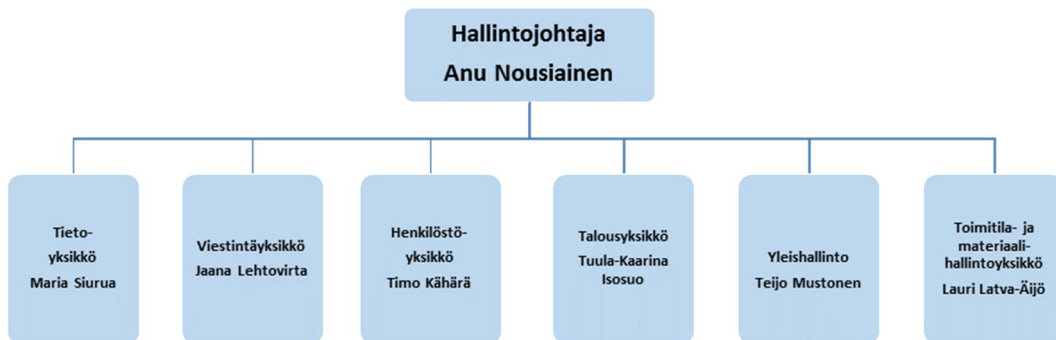 Hallintojohtaja
Anu Nousiainen
Tieto-
yksikkö
Maria Siurua
Viestintäyksikkö
Jaana Lehtovirta
Henkilöstö-
yksikkö
Timo Kähärä
Talousyksikkö
Tuula-Kaarina
Isosuo
Yleishallinto
Teijo Mustonen
Toimitila- ja
materiaali-
hallintoyksikkö
Lauri Latva-Äijö